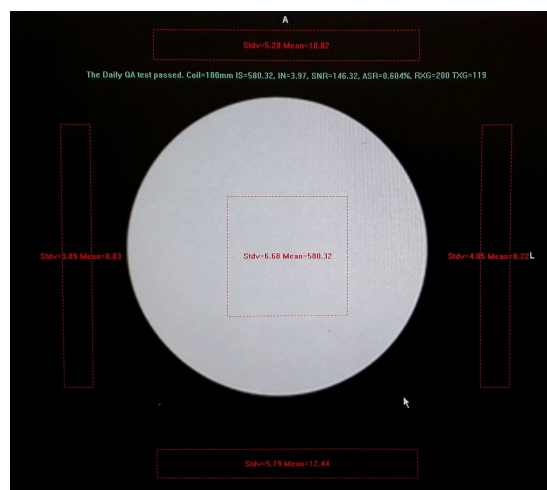 A
Stdv=5.28 Mean=10.82
The Daily QA test passed, Coil=180mm IS=580.32, IN=3.97, SNR=146.32, ASR=0.604%, RXG=200 TXG=119
Stdv=3.89 Mean=8.03
Stdv=6.68 Mean=580.32
Stdv=4.05 Mean=8.22
L
Stdv=5.79 Mean=12.44